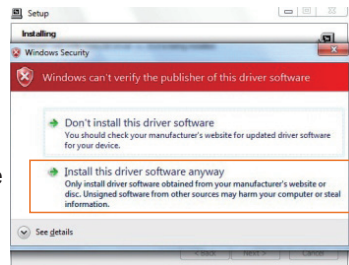 Setup
Installing
Windows Security
Windows can't verify the publisher of this driver software
Don't install this driver software
You should check your manufacturer's website for updated driver software
for your device.
Install this driver software anyway
Only install driver software obtained from your manufacturer's website or
disc. Unsigned software from other sources may harm your computer or steal
information.
See details
< Back Next > Cancel